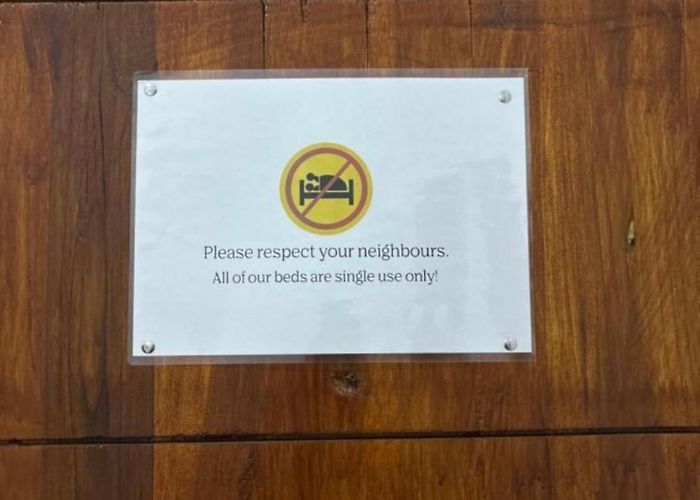 Please respect your neighbours.
All of our beds are single use only!